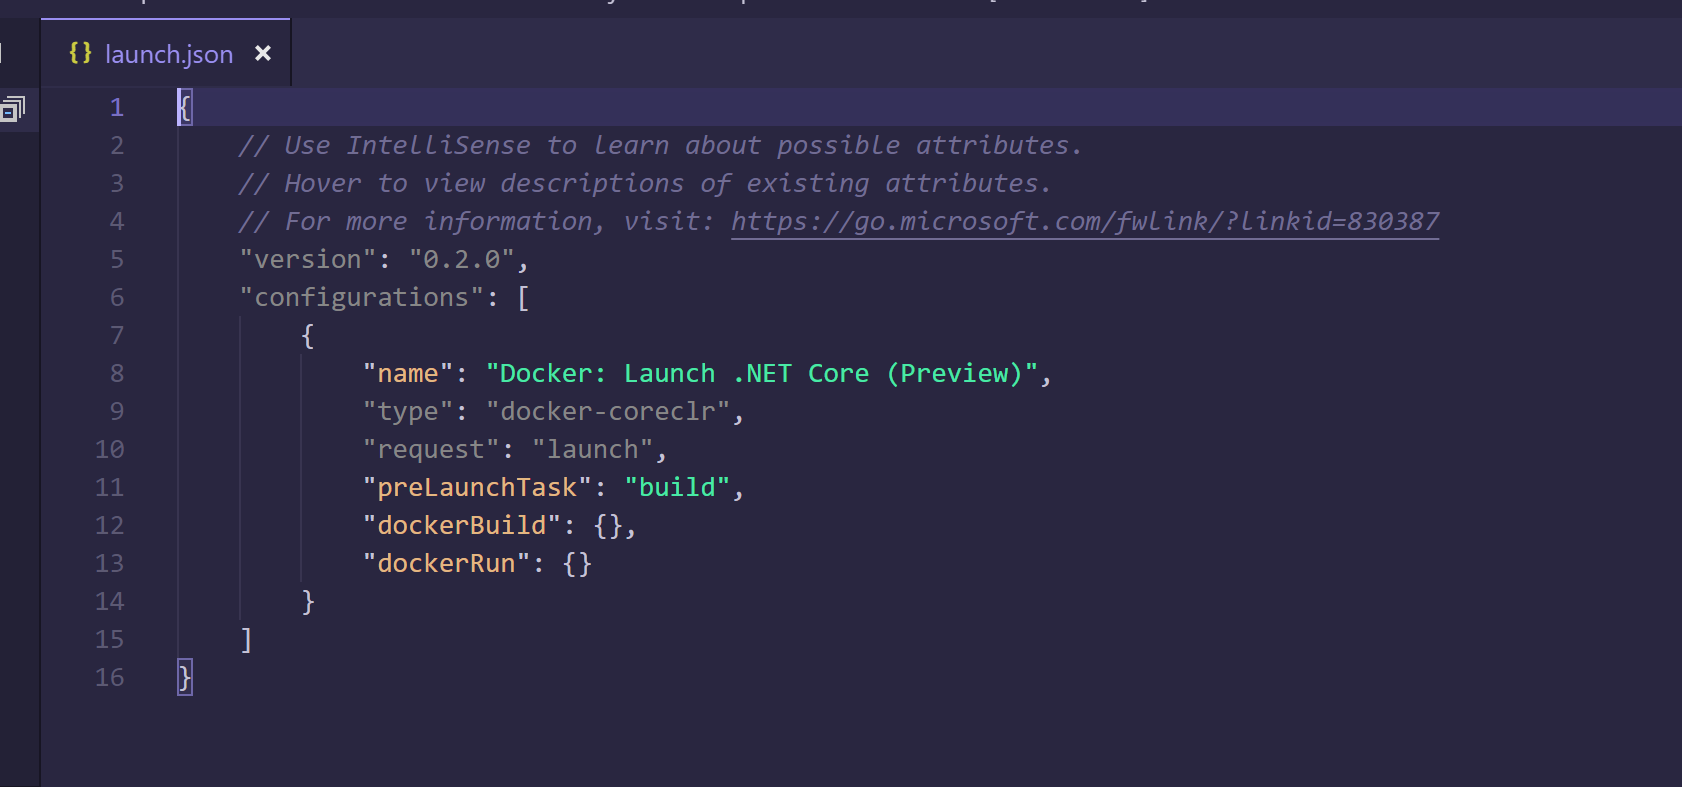 {} launch.json ×
1 {
2 // Use IntelliSense to learn about possible attributes.
3 // Hover to view descriptions of existing attributes.
4 // For more information, visit: https://go.microsoft.com/fwlink/?linkid=830387
5 "version": "0.2.0",
6 "configurations": [
7 {
8 "name": "Docker: Launch .NET Core (Preview)",
9 "type": "docker-coreclr",
10 "request": "launch",
11 "preLaunchTask": "build",
12 "dockerBuild": {},
13 "dockerRun": {}
14 }
15 ]
16 }